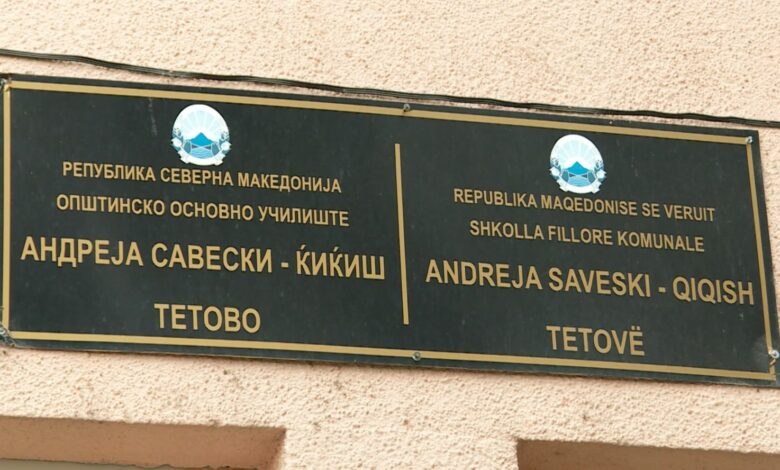 РЕПУБЛИКА СЕВЕРНА МАКЕДОНИЈА
ОПШТИНСКО ОСНОВНО УЧИЛИШТЕ
АНДРЕЈА САВЕСКИ - ЌИЌИШ
ТЕТОВО
REPUBLIKA MAQEDONISE SE VERUIT
SHKOLLA FILLORE KOMUNALE
ANDREJA SAVESKI - QIQISH
TETOVË